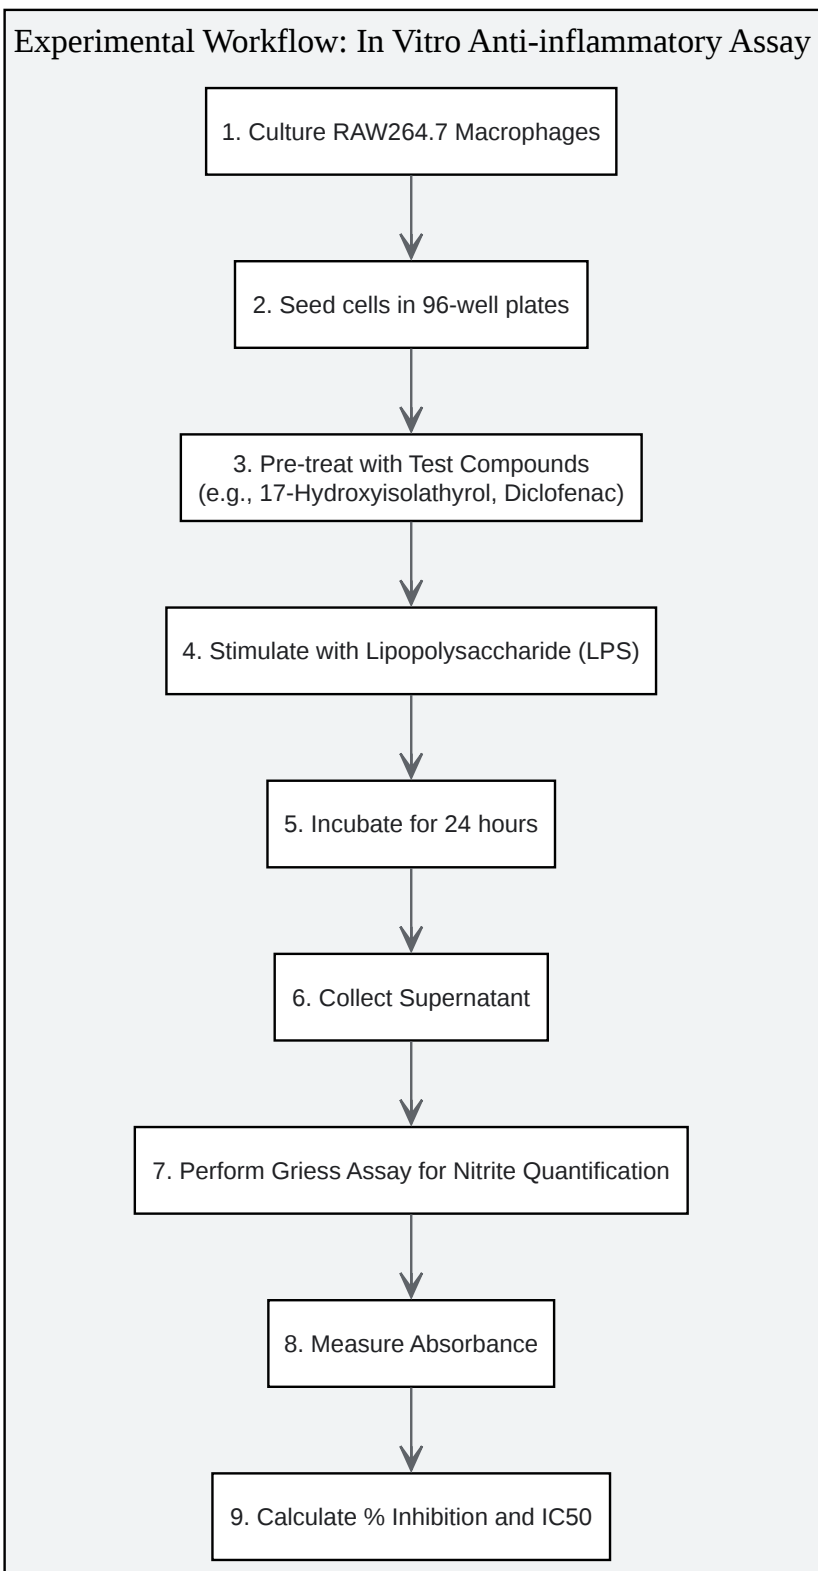 Experimental Workflow: In Vitro Anti-inflammatory Assay
1. Culture RAW264.7 Macrophages
2. Seed cells in 96-well plates
3. Pre-treat with Test Compounds
(e.g., 17-Hydroxyisolathyrol, Diclofenac)
4. Stimulate with Lipopolysaccharide (LPS)
5. Incubate for 24 hours
6. Collect Supernatant
7. Perform Griess Assay for Nitrite Quantification
8. Measure Absorbance
9. Calculate % Inhibition and IC50